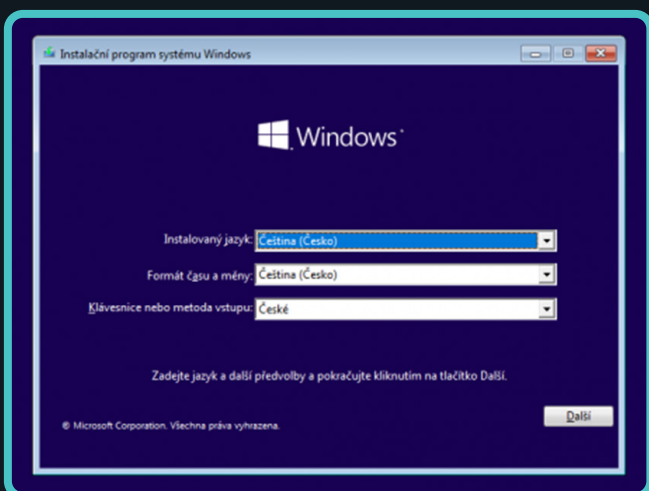 Instalační program systému Windows
Windows
Instalovaný jazyk: Čeština (Česko)
Formát času a měny: Čeština (Česko)
Klávesnice nebo metoda vstupu: České
Zadejte jazyk a další předvolby a pokračujte kliknutím na tlačítko Další.
Další
© Microsoft Corporation. Všechna práva vyhrazena.